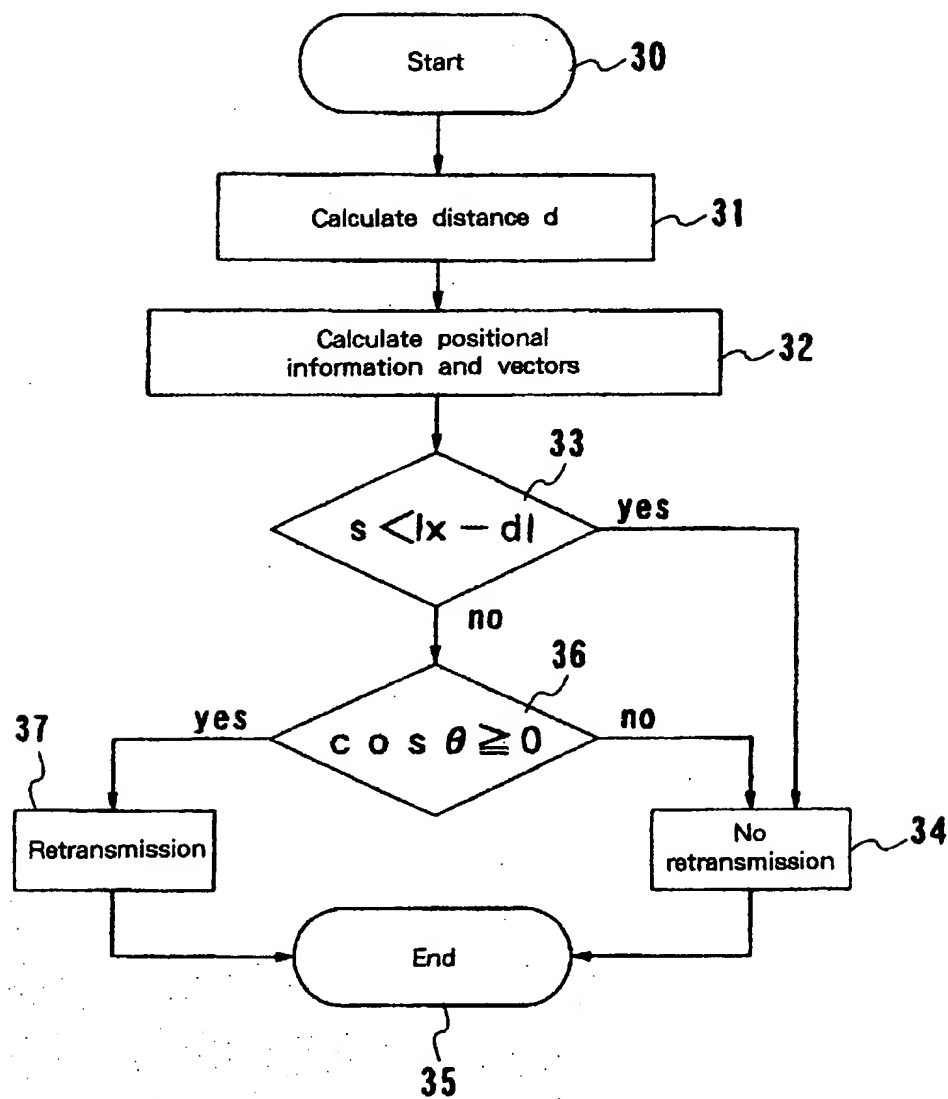 Start
30
Calculate distance d
31
Calculate positional
information and vectors
32
33
s < |x - d|
yes
no
36
cos θ ≧ 0
yes
no
37
Retransmission
No
retransmission
34
End
35